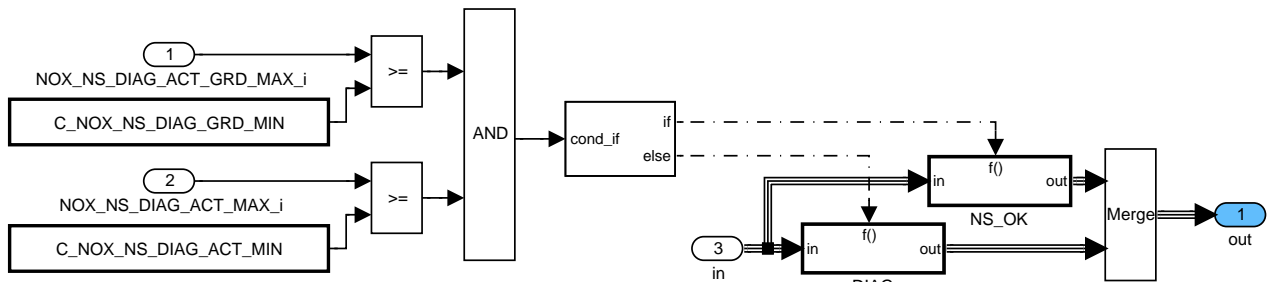 1
NOX_NS_DIAG_ACT_GRD_MAX_i
>=
C_NOX_NS_DIAG_GRD_MIN
AND
cond_if
if
else
2
NOX_NS_DIAG_ACT_MAX_i
>=
C_NOX_NS_DIAG_ACT_MIN
f()
in
out
NS_OK
3
in
f()
in
out
Merge
1
out